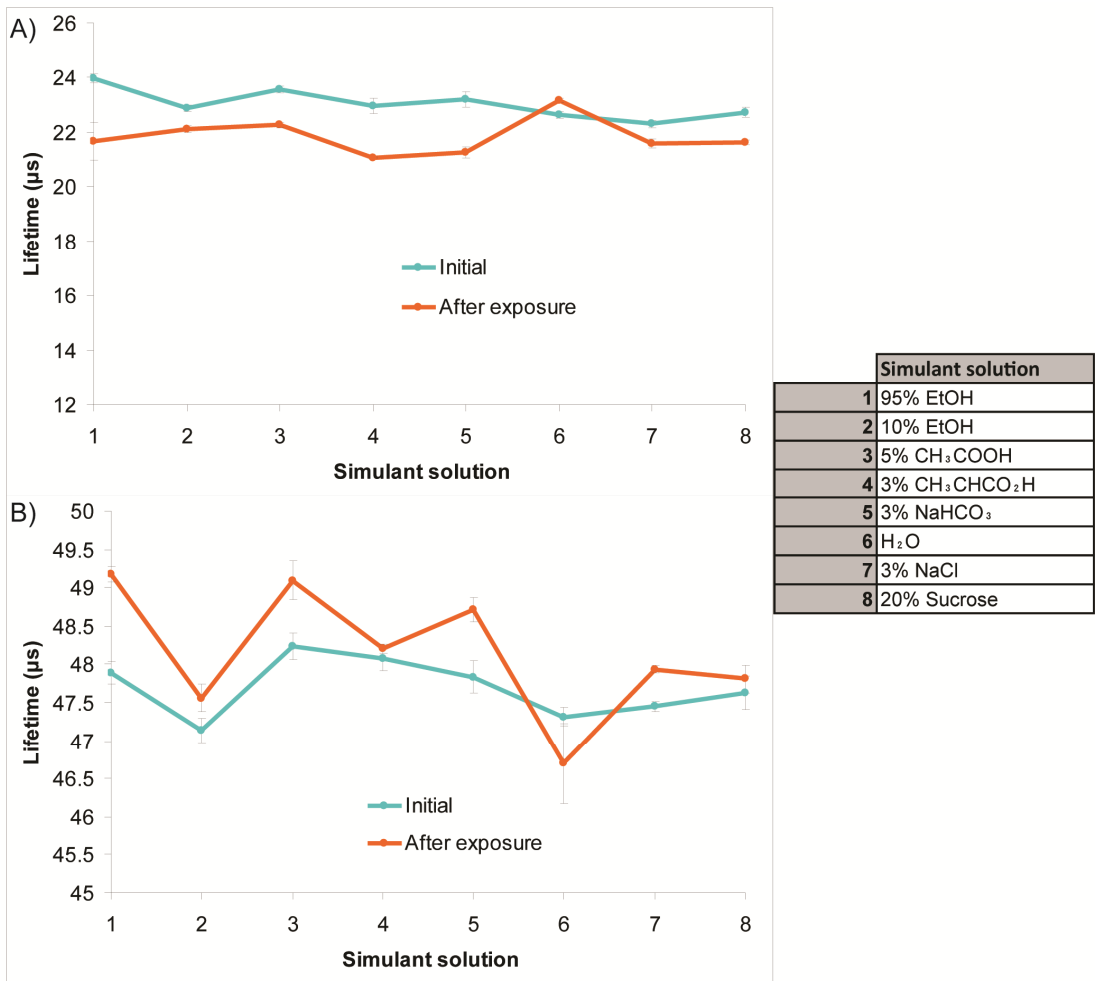 A)
26
24
22
20
18
16
14
12
Lifetime (µs)
Initial
After exposure
1 2 3 4 5 6 7 8
Simulant solution
B)
50
49.5
49
48.5
48
47.5
47
46.5
46
45.5
45
Lifetime (µs)
Initial
After exposure
1 2 3 4 5 6 7 8
Simulant solution
Simulant solution
1 95% EtOH
2 10% EtOH
3 5% CH₃COOH
4 3% CH₃CHCO₂H
5 3% NaHCO₃
6 H₂O
7 3% NaCl
8 20% Sucrose